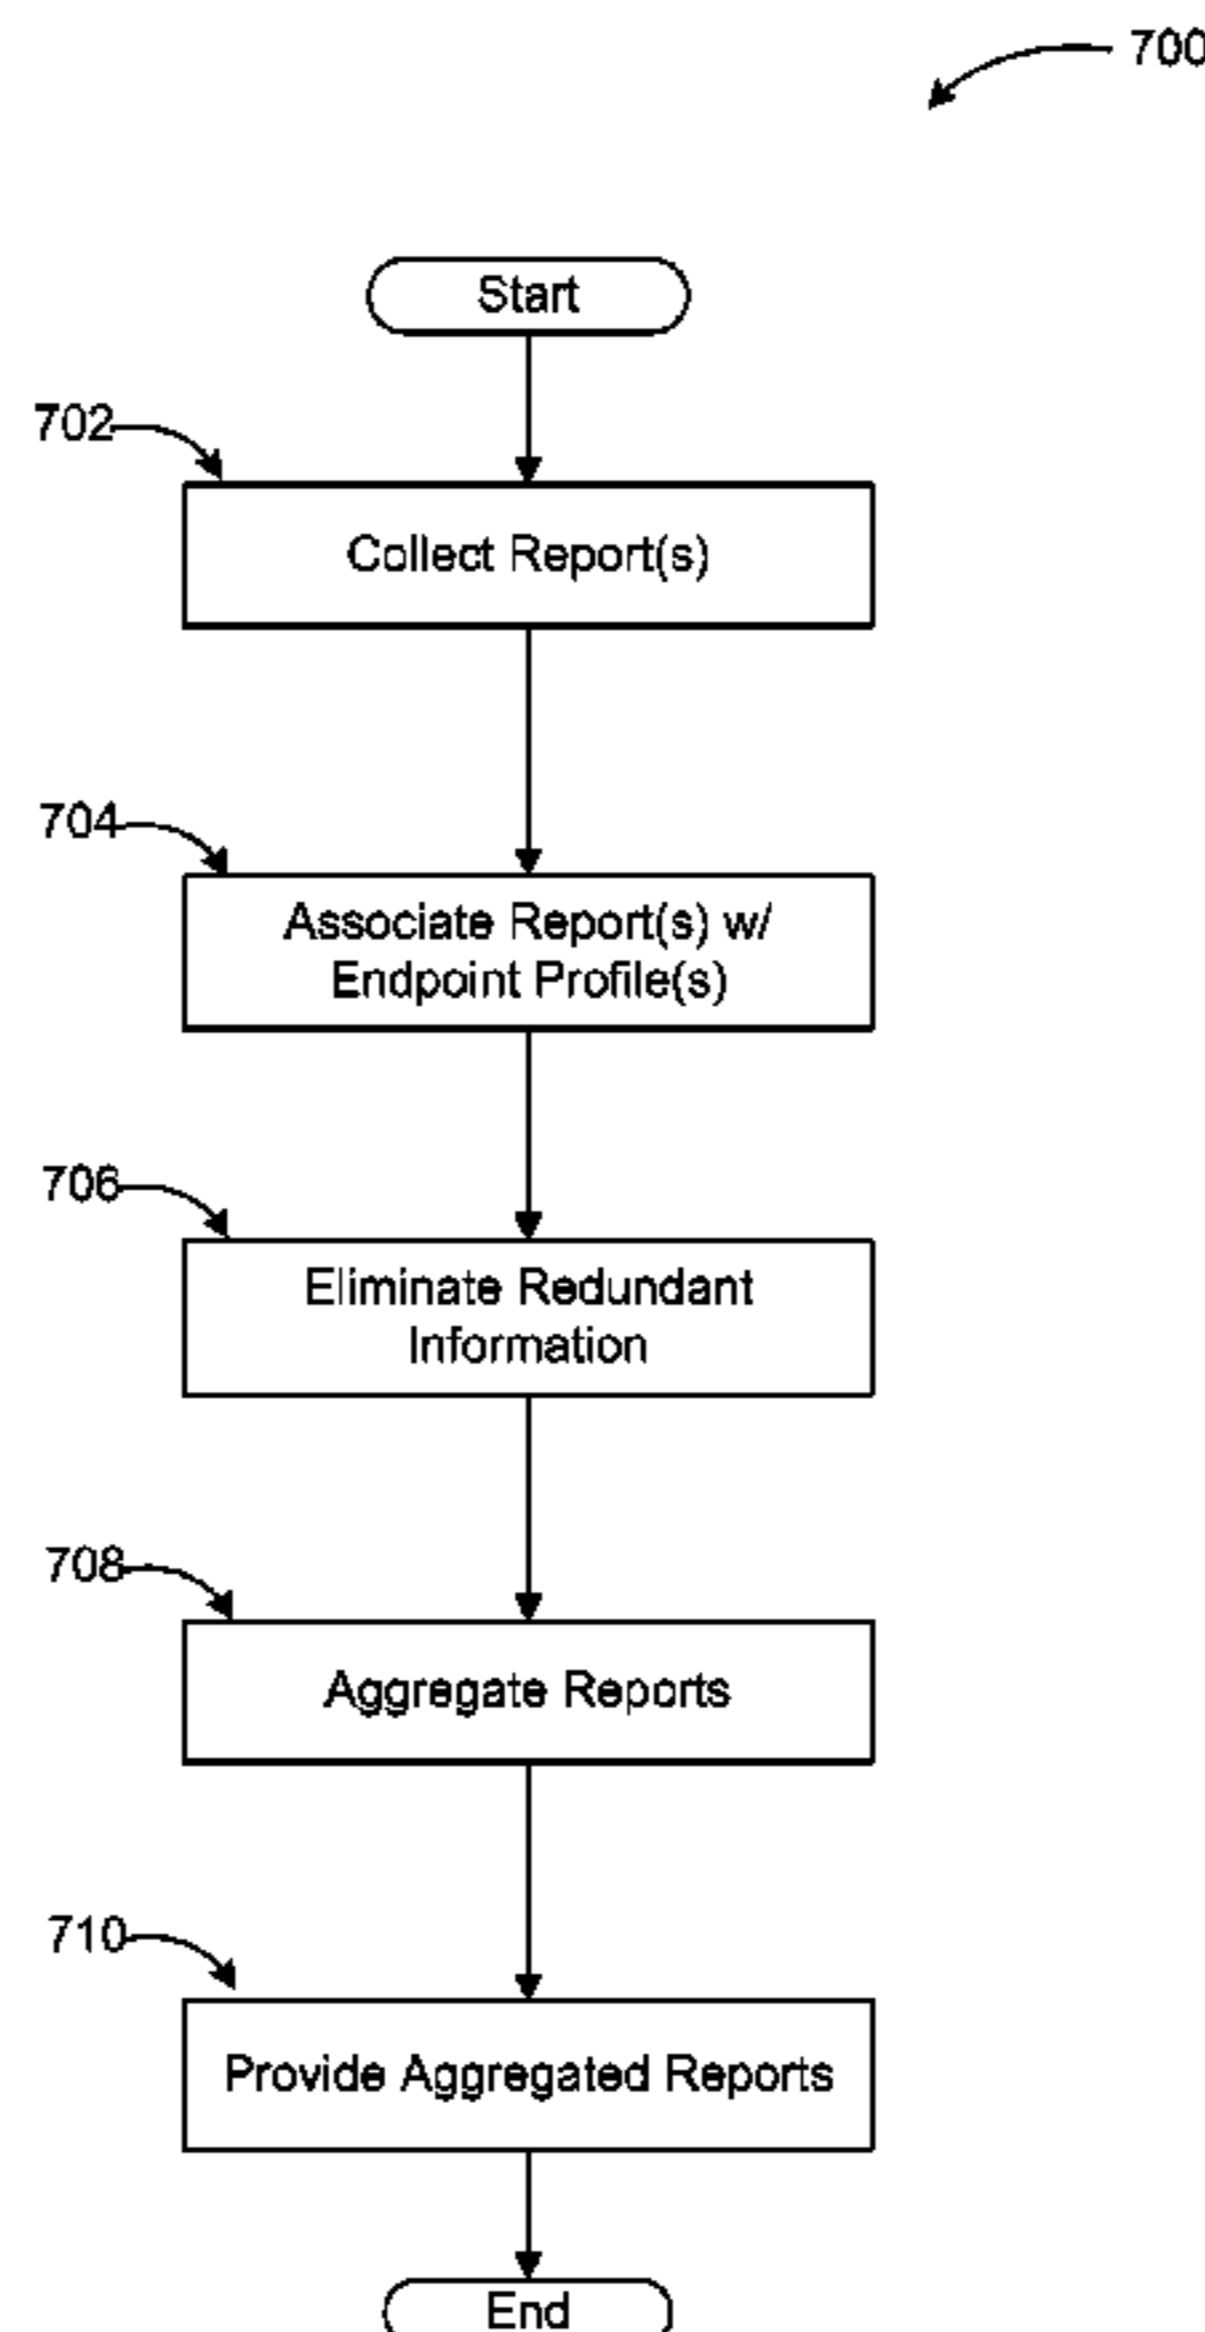 700
Start
702
Collect Report(s)
704
Associate Report(s) w/
Endpoint Profile(s)
706
Eliminate Redundant
Information
708
Aggregate Reports
710
Provide Aggregated Reports
End